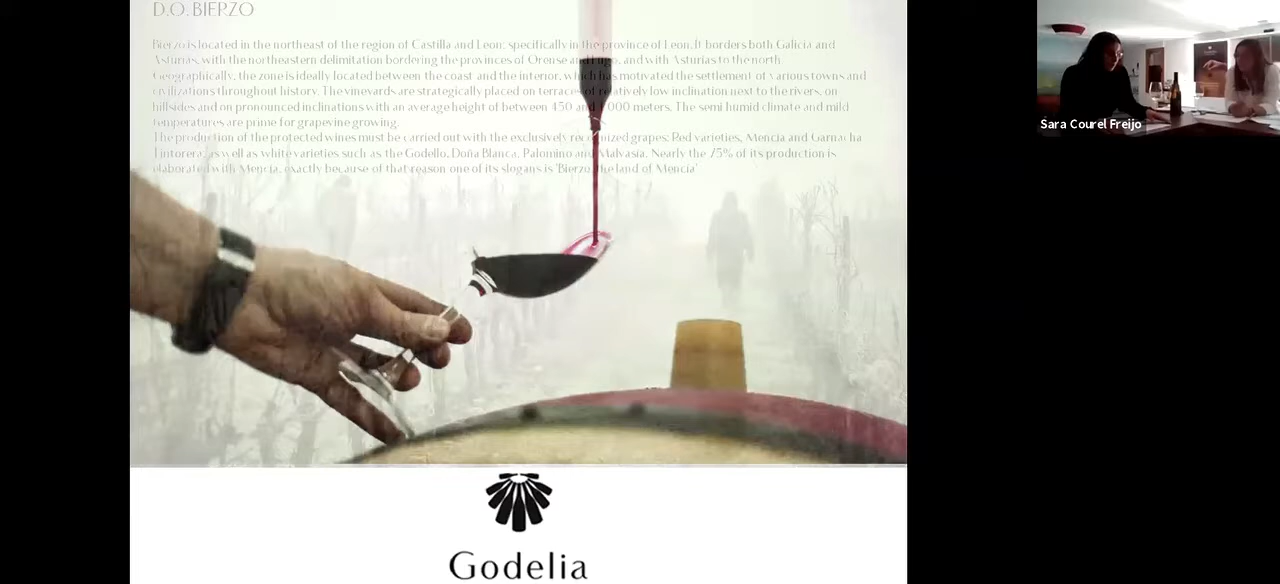 D.O. BIERZO
Bierzo is located in the northeast of the region of Castilla and Leon; specifically in the province of Leon. It borders both Galicia and
Asturias, with the northeastern delimitation bordering the provinces of Orense and Lugo, and with Asturias to the north.
Geographically, the zone is ideally located between the coast and the interior, which has motivated the settlement of various towns and
civilizations throughout history. The vineyards are strategically placed on terraces of relatively low inclination next to the rivers, on
hillsides and on pronounced inclinations with an average height of between 450 and 1000 meters. The semi humid climate and mild
temperatures are prime for grapevine growing.
The production of the protected wines must be carried out with the exclusively recognized grapes: Red varieties, Mencia and Garnacha
Tintorera, as well as white varieties such as the Godello, Doña Blanca, Palomino and Malvasia. Nearly the 75% of its production is
elaborated with Mencia, exactly because of that reason one of its slogans is 'Bierzo, the land of Mencia'
Sara Courel Freijo
Godelia